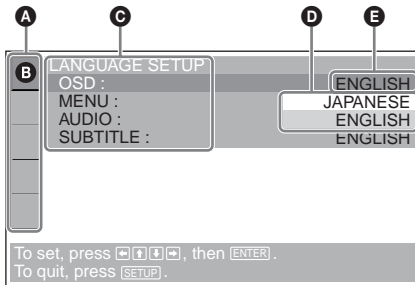 A C D E
B
LANGUAGE SETUP
OSD : ENGLISH
MENU : JAPANESE
AUDIO : ENGLISH
SUBTITLE : ENGLISH
To set, press ←↑↓→, then ENTER.
To quit, press SETUP.